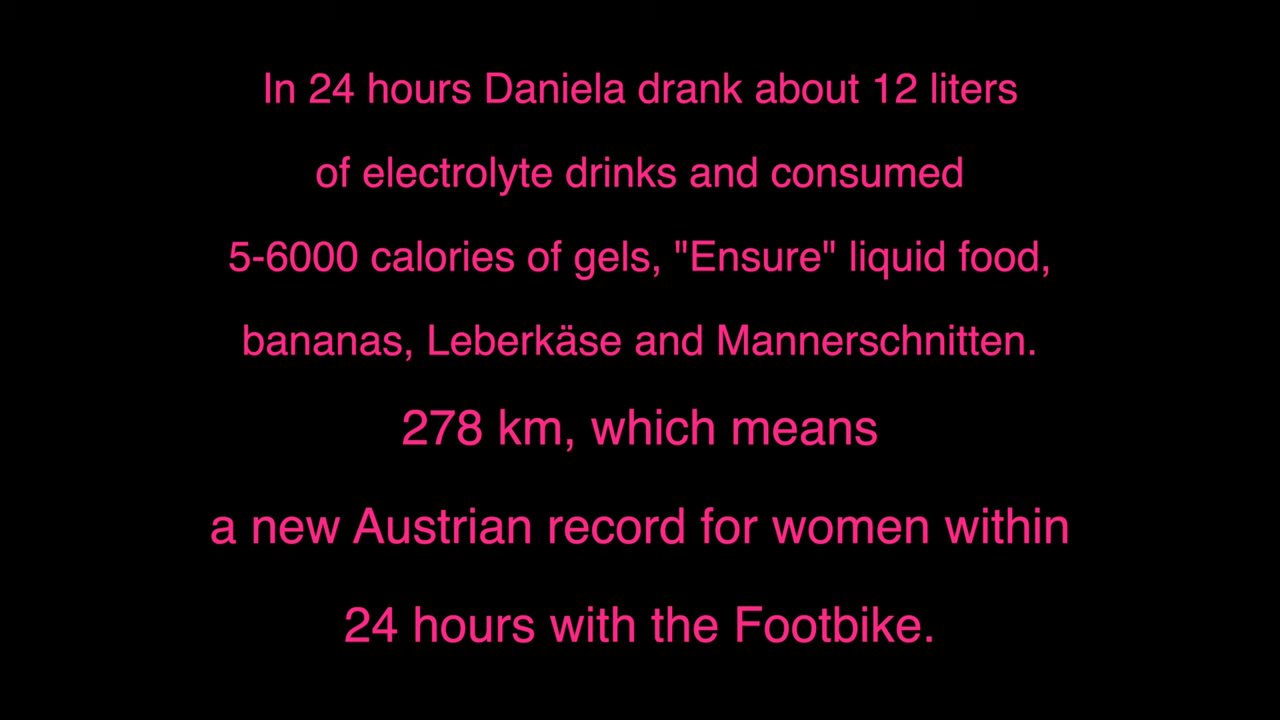 In 24 hours Daniela drank about 12 liters
of electrolyte drinks and consumed
5-6000 calories of gels, "Ensure" liquid food,
bananas, Leberkäse and Mannerschnitten.
278 km, which means
a new Austrian record for women within
24 hours with the Footbike.